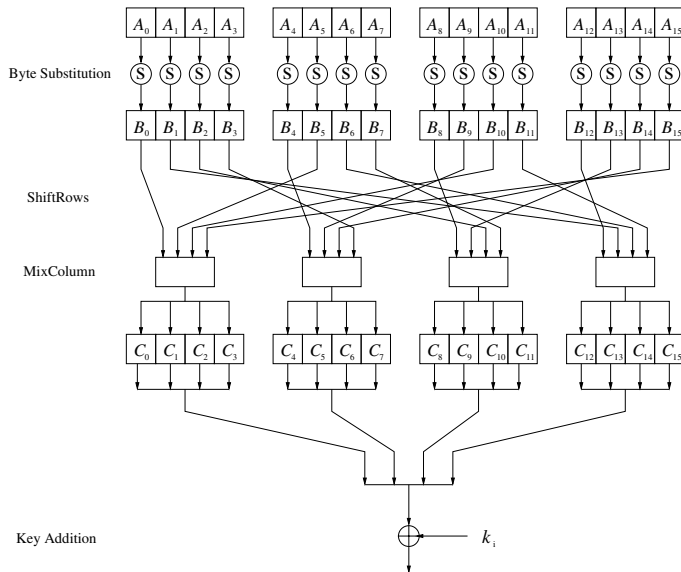 A₀ A₁ A₂ A₃ A₄ A₅ A₆ A₇ A₈ A₉ A₁₀ A₁₁ A₁₂ A₁₃ A₁₄ A₁₅
Byte Substitution S S S S S S S S S S S S S S S S
B₀ B₁ B₂ B₃ B₄ B₅ B₆ B₇ B₈ B₉ B₁₀ B₁₁ B₁₂ B₁₃ B₁₄ B₁₅
ShiftRows
MixColumn
C₀ C₁ C₂ C₃ C₄ C₅ C₆ C₇ C₈ C₉ C₁₀ C₁₁ C₁₂ C₁₃ C₁₄ C₁₅
Key Addition kᵢ